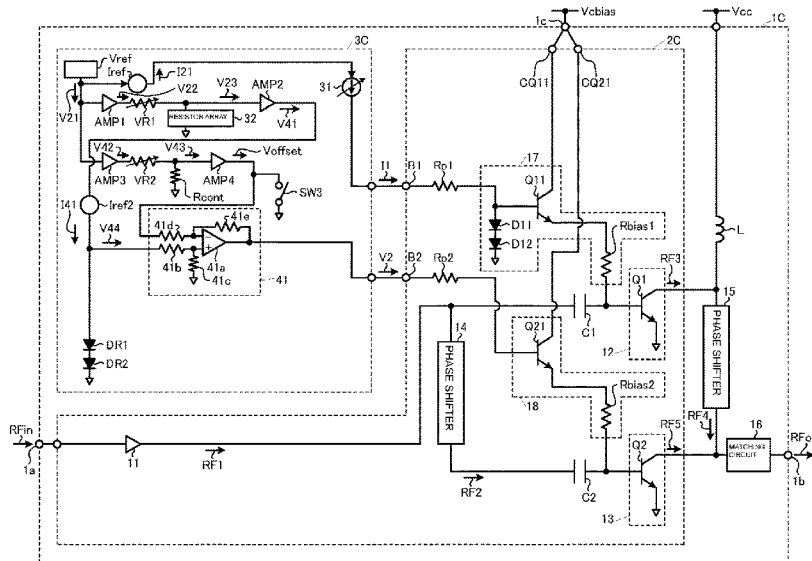 Vcbias
Vcc
1c
1C
3C
2C
Vref
Iref
I21
V21
V22
V23
AMP2
AMP1
VR1
RESISTOR ARRAY
32
V41
31
CQ11
CQ21
V42
V43
Voffset
AMP3
VR2
AMP4
Rcont
SW3
I1
B1
Rp1
17
Q11
D11
D12
Rbias1
L
Iref2
I41
V44
41d
41e
41b
41a
41c
41
V2
B2
Rp2
Q1
RF3
15
PHASE SHIFTER
C1
12
14
PHASE SHIFTER
Q21
DR1
DR2
18
Rbias2
RF4
16
RFin
1a
11
RF1
RF2
C2
Q2
RF5
MATCHING CIRCUIT
RFo
1b
13